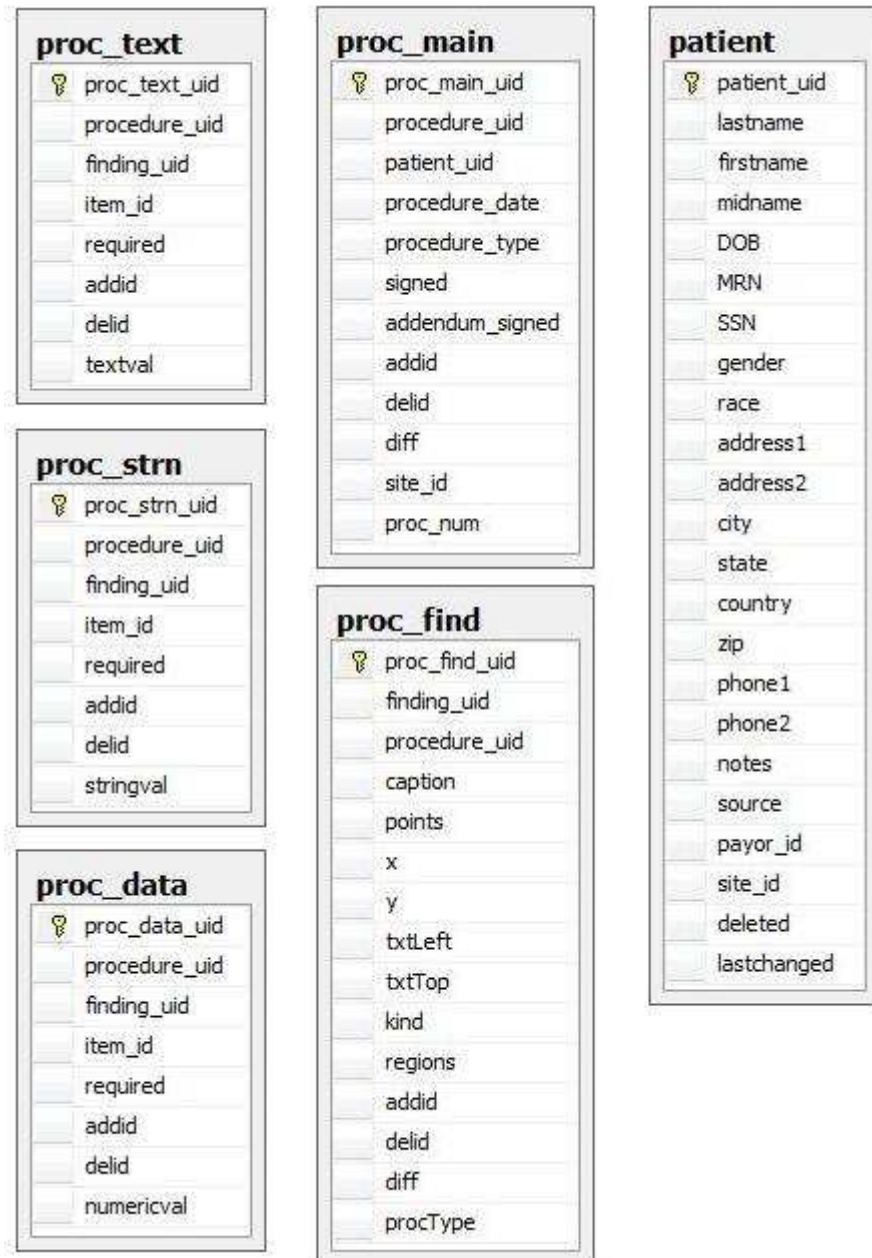 proc_text
proc_text_uid
procedure_uid
finding_uid
item_id
required
addid
delid
textval
proc_strn
proc_strn_uid
procedure_uid
finding_uid
item_id
required
addid
delid
stringval
proc_data
proc_data_uid
procedure_uid
finding_uid
item_id
required
addid
delid
numericval
proc_main
proc_main_uid
procedure_uid
patient_uid
procedure_date
procedure_type
signed
addendum_signed
addid
delid
diff
site_id
proc_num
proc_find
proc_find_uid
finding_uid
procedure_uid
caption
points
x
y
txtLeft
txtTop
kind
regions
addid
delid
diff
procType
patient
patient_uid
lastname
firstname
midname
DOB
MRN
SSN
gender
race
address1
address2
city
state
country
zip
phone1
phone2
notes
source
payor_id
site_id
deleted
lastchanged